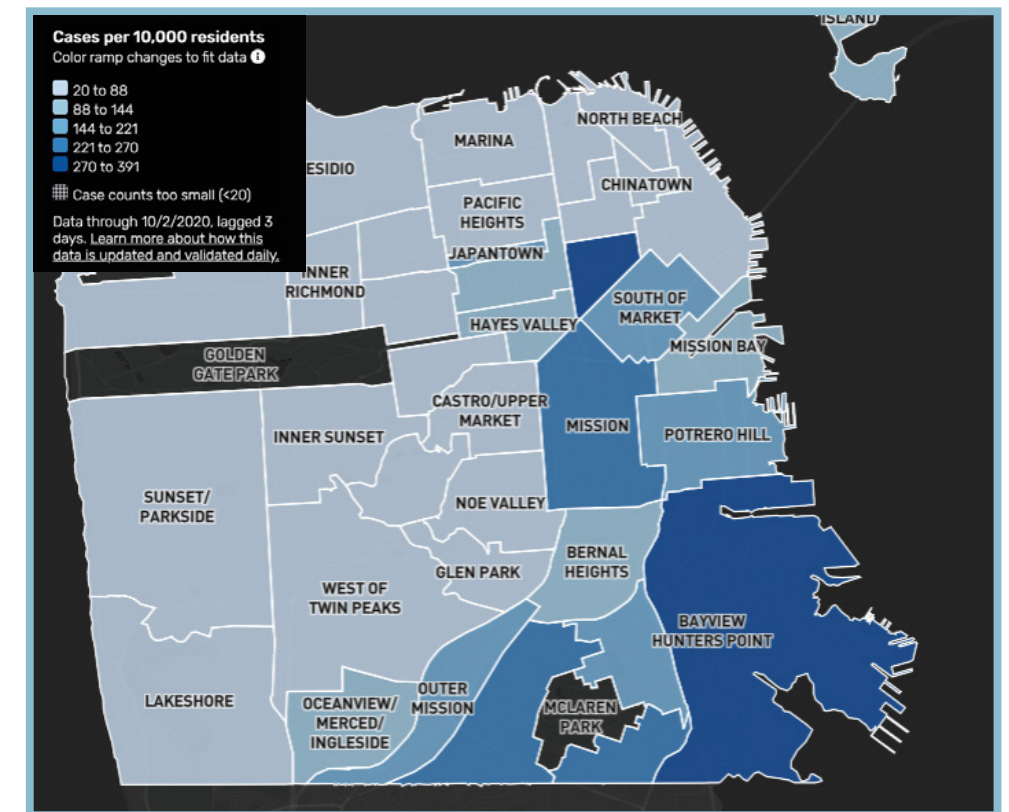 Cases per 10,000 residents
Color ramp changes to fit data
20 to 88
88 to 144
144 to 221
221 to 270
270 to 391
Case counts too small (<20)
Data through 10/2/2020, lagged 3
days. Learn more about how this
data is updated and validated daily.
ISLAND
NORTH BEACH
MARINA
ESIDIO
CHINATOWN
PACIFIC
HEIGHTS
JAPANTOWN
INNER
RICHMOND
SOUTH OF
MARKET
HAYES VALLEY
MISSION BAY
GOLDEN
GATE PARK
CASTRO/UPPER
MARKET
MISSION
INNER SUNSET
POTRERO HILL
SUNSET/
PARKSIDE
NOE VALLEY
BERNAL
HEIGHTS
GLEN PARK
WEST OF
TWIN PEAKS
BAYVIEW
HUNTERS POINT
LAKESHORE
OCEANVIEW/
MERCED/
INGLESIDE
OUTER
MISSION
MCLAREN
PARK